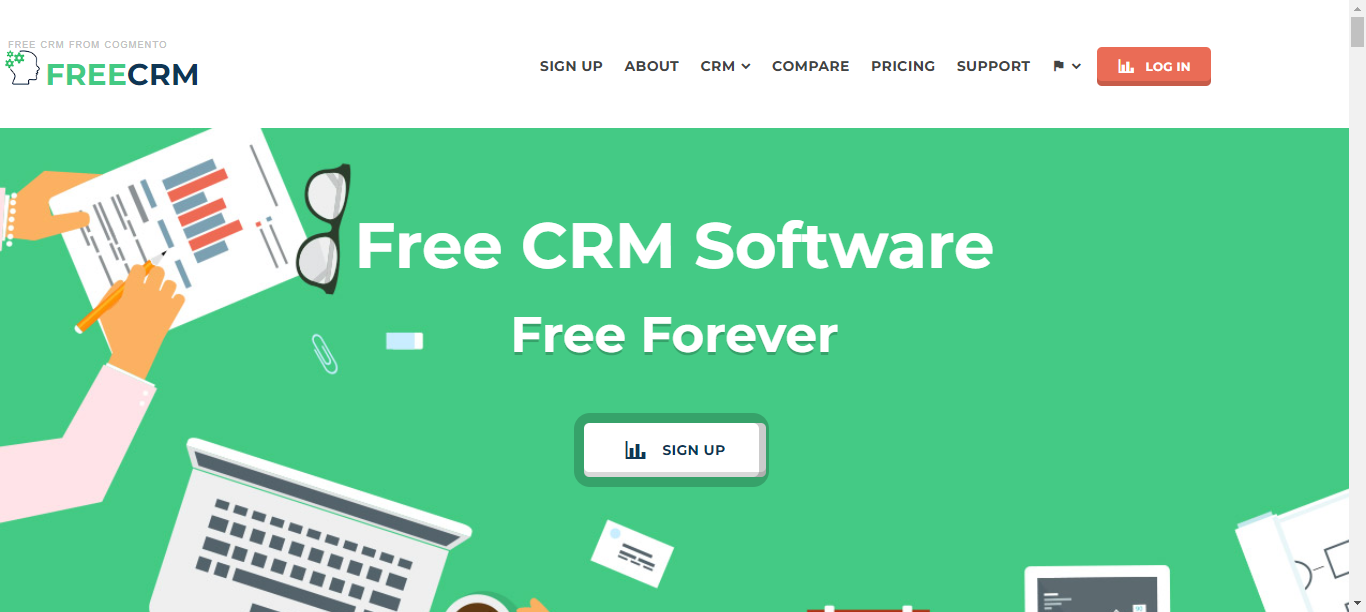 FREE CRM FROM COGMENTO
FREECRM
SIGN UP ABOUT CRM COMPARE PRICING SUPPORT LOG IN
Free CRM Software
Free Forever
SIGN UP